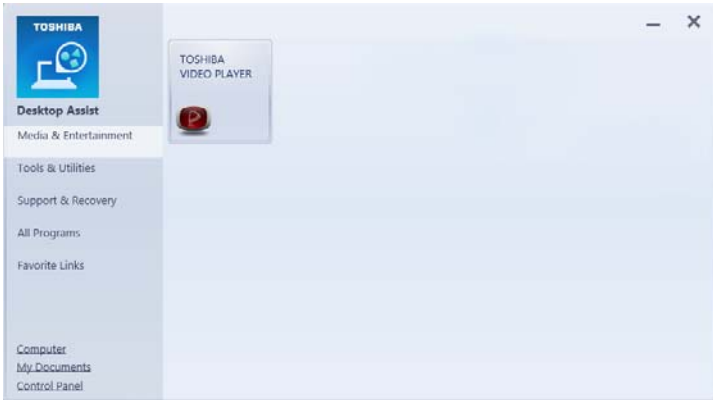 TOSHIBA
Desktop Assist
Media & Entertainment
Tools & Utilities
Support & Recovery
All Programs
Favorite Links
Computer
My Documents
Control Panel
TOSHIBA
VIDEO PLAYER